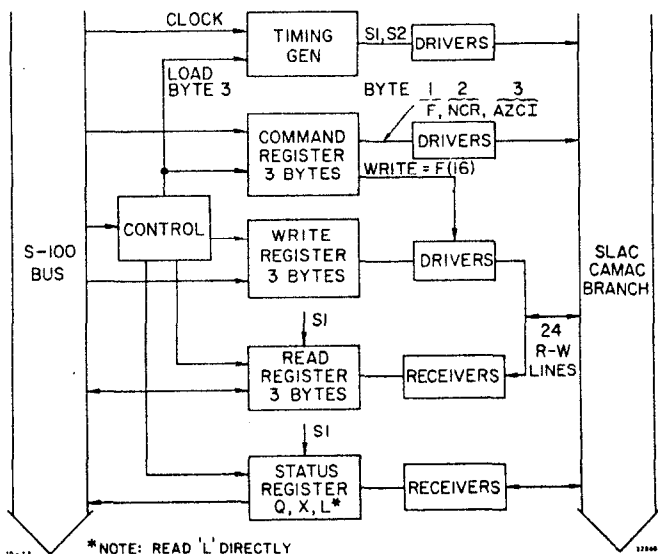 CLOCK
TIMING
GEN
S1, S2
DRIVERS
LOAD
BYTE 3
BYTE 1 2 3
F, NCR, AZCI
COMMAND
REGISTER
3 BYTES
DRIVERS
WRITE = F(16)
CONTROL
WRITE
REGISTER
3 BYTES
DRIVERS
S-100
BUS
SLAC
CAMAC
BRANCH
S1
24
R-W
LINES
READ
REGISTER
3 BYTES
RECEIVERS
S1
STATUS
REGISTER
Q, X, L*
RECEIVERS
*NOTE: READ 'L' DIRECTLY